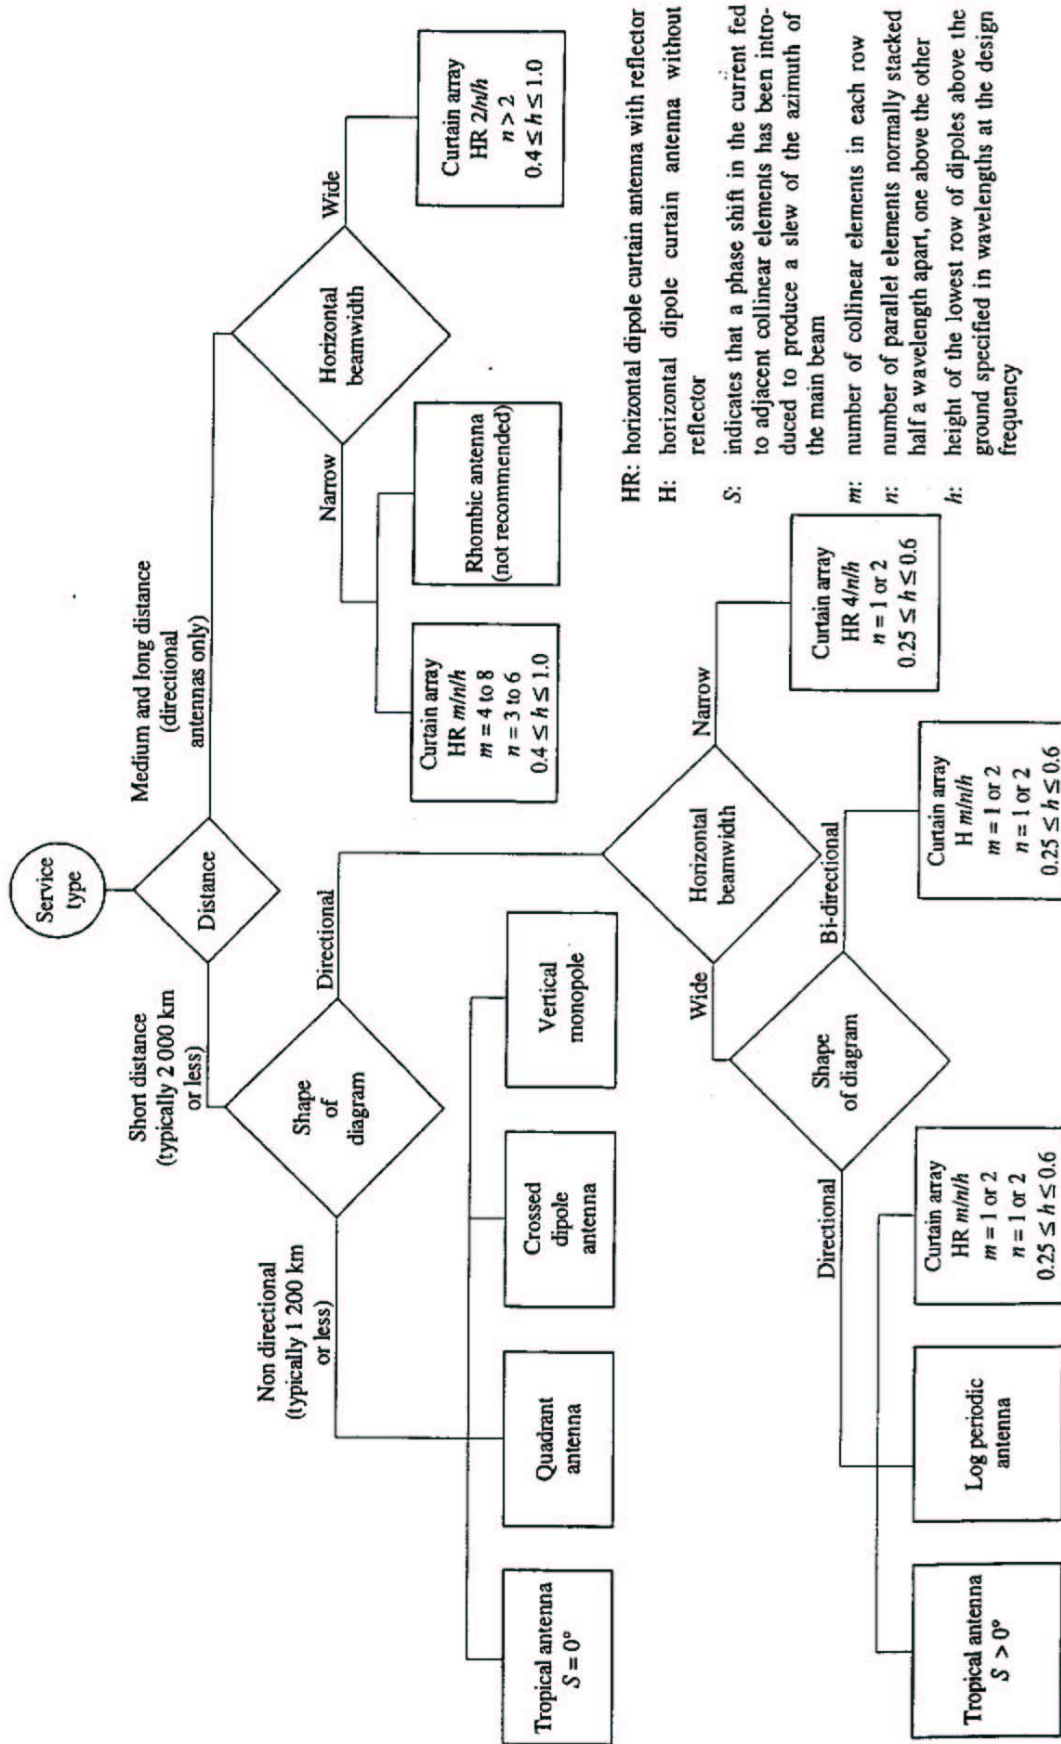 Service
type
Distance
Short distance
(typically 2 000 km
or less)
Medium and long distance
(directional
antennas only)
Shape
of
diagram
Non directional
(typically 1 200 km
or less)
Directional
Tropical antenna
S = 0°
Quadrant
antenna
Crossed
dipole
antenna
Vertical
monopole
Horizontal
beamwidth
Narrow
Wide
Curtain array
HR m/n/h
m = 4 to 8
n = 3 to 6
0.4 ≤ h ≤ 1.0
Rhombic antenna
(not recommended)
Curtain array
HR 2/n/h
n > 2
0.4 ≤ h ≤ 1.0
Horizontal
beamwidth
Wide
Narrow
Shape
of diagram
Directional
Bi-directional
Tropical antenna
S > 0°
Log periodic
antenna
Curtain array
HR m/n/h
m = 1 or 2
n = 1 or 2
0.25 ≤ h ≤ 0.6
Curtain array
H m/n/h
m = 1 or 2
n = 1 or 2
0.25 ≤ h ≤ 0.6
Curtain array
HR 4/n/h
n = 1 or 2
0.25 ≤ h ≤ 0.6
HR: horizontal dipole curtain antenna with reflector
H: horizontal dipole curtain antenna without
reflector
S: indicates that a phase shift in the current fed
to adjacent collinear elements has been intro-
duced to produce a slew of the azimuth of
the main beam
m: number of collinear elements in each row
n: number of parallel elements normally stacked
half a wavelength apart, one above the other
h: height of the lowest row of dipoles above the
ground specified in wavelengths at the design
frequency